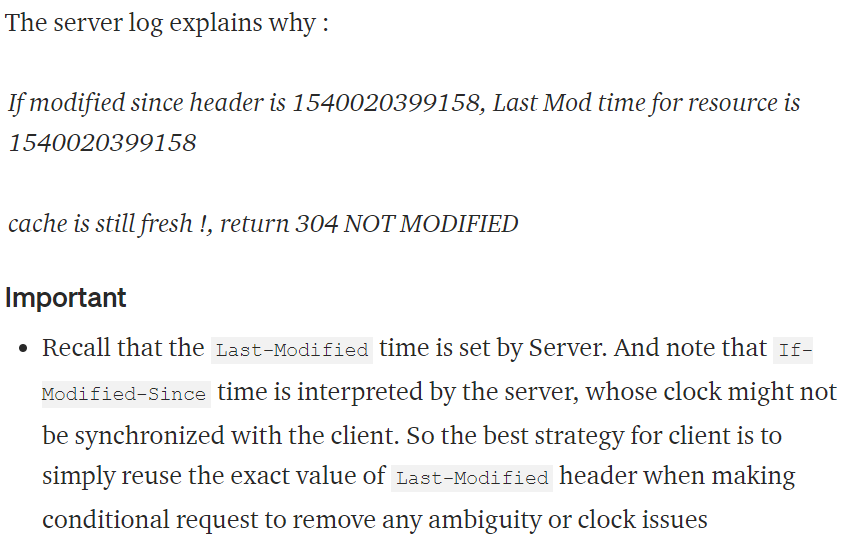 The server log explains why :
If modified since header is 1540020399158, Last Mod time for resource is
1540020399158
cache is still fresh !, return 304 NOT MODIFIED
Important
• Recall that the Last-Modified time is set by Server. And note that If-
Modified-Since time is interpreted by the server, whose clock might not
be synchronized with the client. So the best strategy for client is to
simply reuse the exact value of Last-Modified header when making
conditional request to remove any ambiguity or clock issues